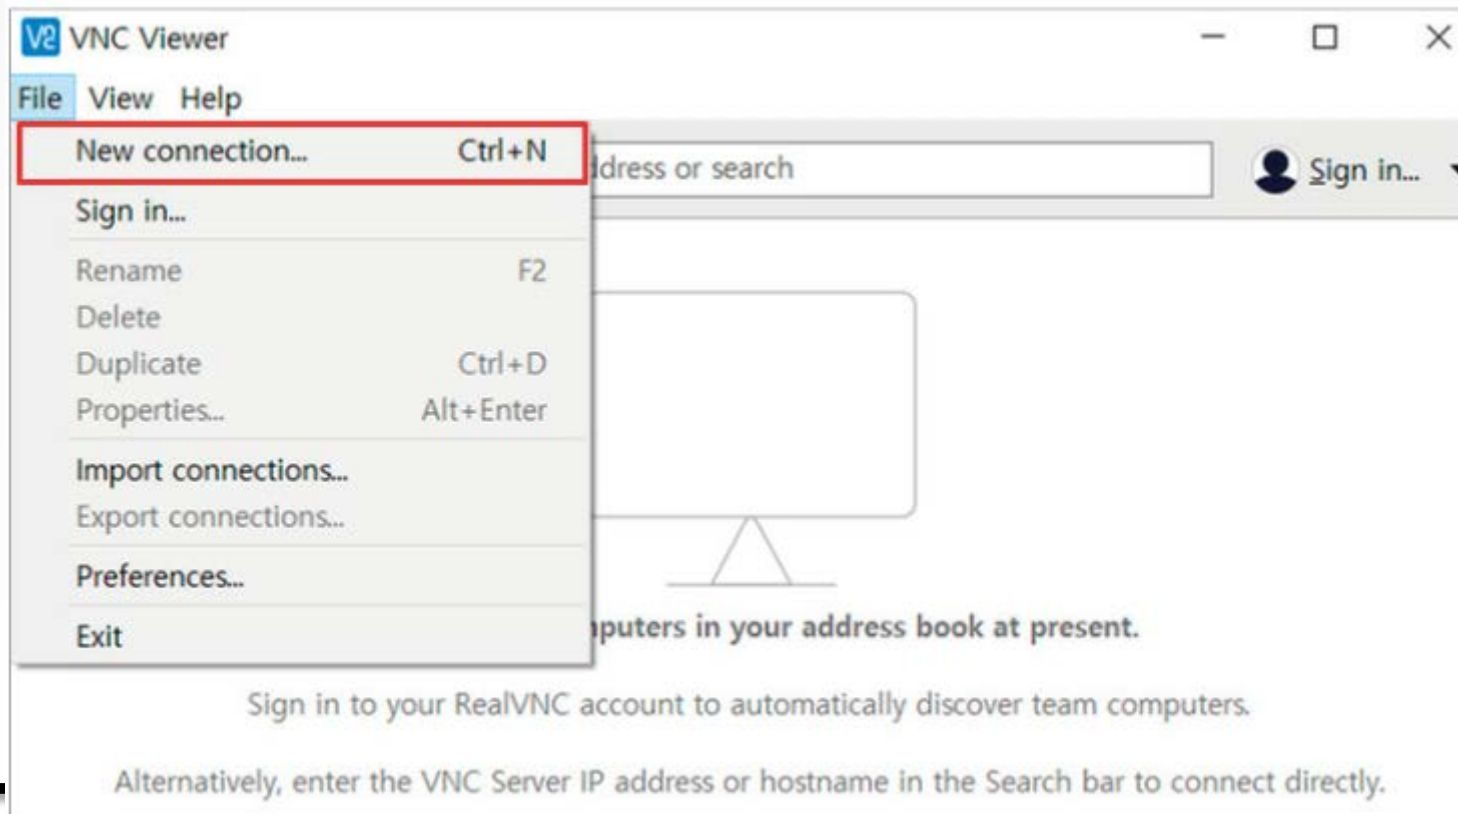 V2 VNC Viewer
File View Help
New connection... Ctrl+N
address or search
Sign in...
Sign in...
Rename F2
Delete
Duplicate Ctrl+D
Properties... Alt+Enter
Import connections...
Export connections...
Preferences...
Exit
in your address book at present.
Sign in to your RealVNC account to automatically discover team computers.
Alternatively, enter the VNC Server IP address or hostname in the Search bar to connect directly.